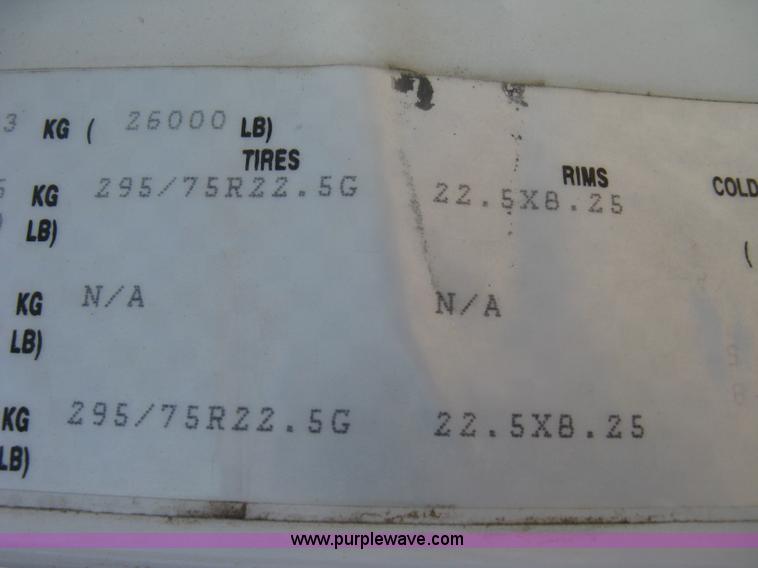 3 KG ( 26000 LB)
TIRES RIMS COLD
KG 295/75R22.5G 22.5X8.25
LB) (
KG N/A N/A
LB)
KG 295/75R22.5G 22.5X8.25
LB)
www.purplewave.com